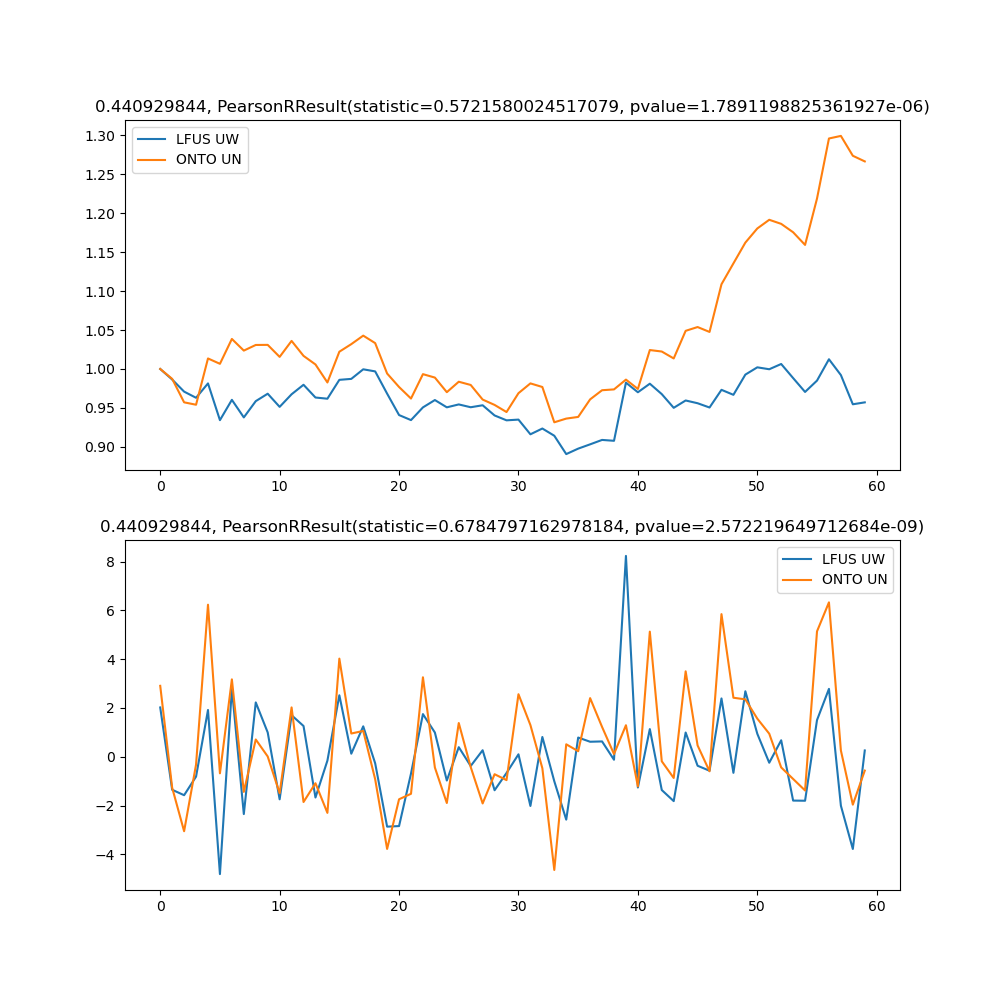 0.440929844, PearsonRResult(statistic=0.5721580024517079, pvalue=1.7891198825361927e-06)
LFUS UW
ONTO UN
1.30
1.25
1.20
1.15
1.10
1.05
1.00
0.95
0.90
0 10 20 30 40 50 60
0.440929844, PearsonRResult(statistic=0.6784797162978184, pvalue=2.572219649712684e-09)
LFUS UW
ONTO UN
8
6
4
2
0
−2
−4
0 10 20 30 40 50 60